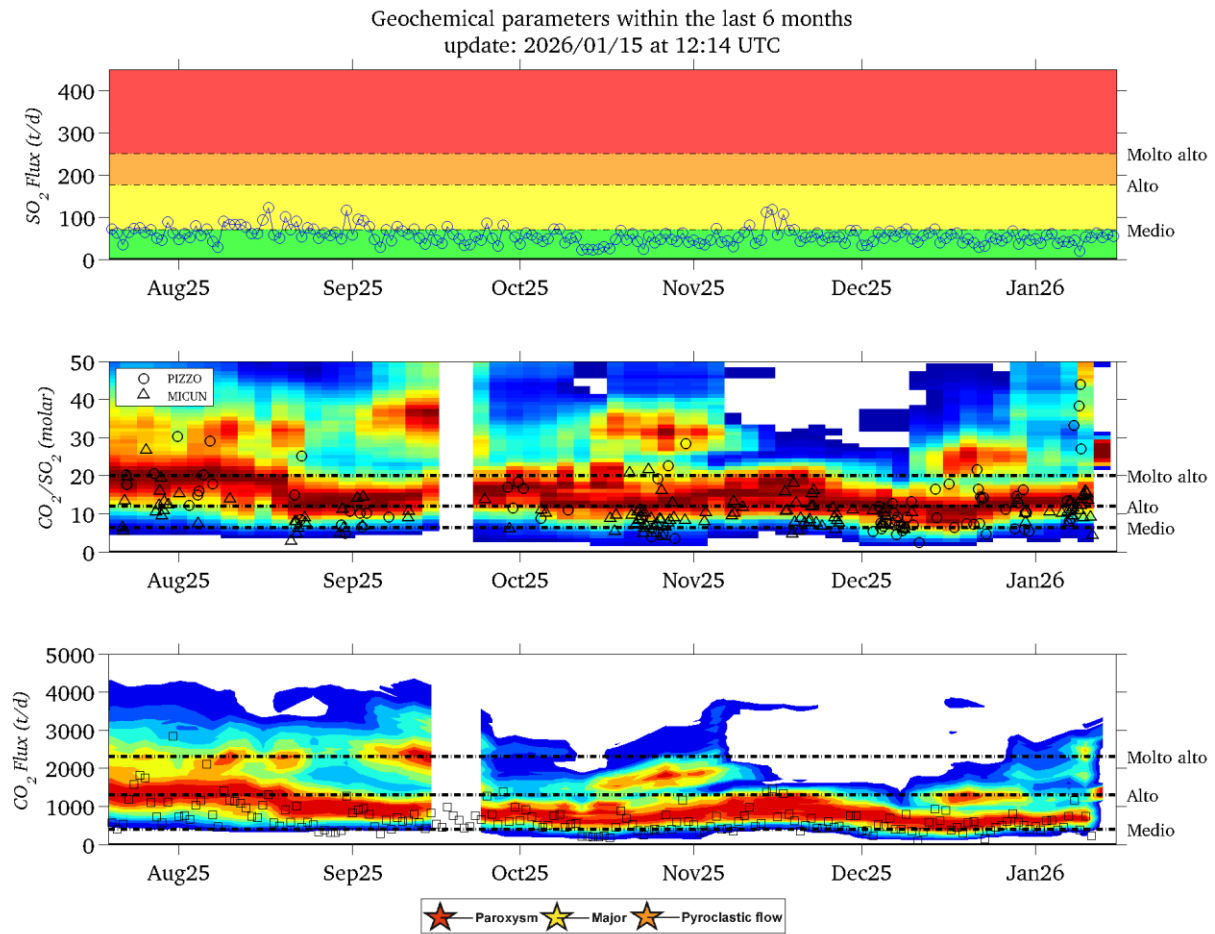 Geochemical parameters within the last 6 months
update: 2026/01/15 at 12:14 UTC
SO2 Flux (t/d)
400
300
200
100
0
Molto alto
Alto
Medio
Aug25 Sep25 Oct25 Nov25 Dec25 Jan26
CO2/SO2 (molar)
50
40
30
20
10
0
PIZZO
MICUN
Molto alto
Alto
Medio
Aug25 Sep25 Oct25 Nov25 Dec25 Jan26
CO2 Flux (t/d)
5000
4000
3000
2000
1000
0
Molto alto
Alto
Medio
Aug25 Sep25 Oct25 Nov25 Dec25 Jan26
Paroxysm Major Pyroclastic flow